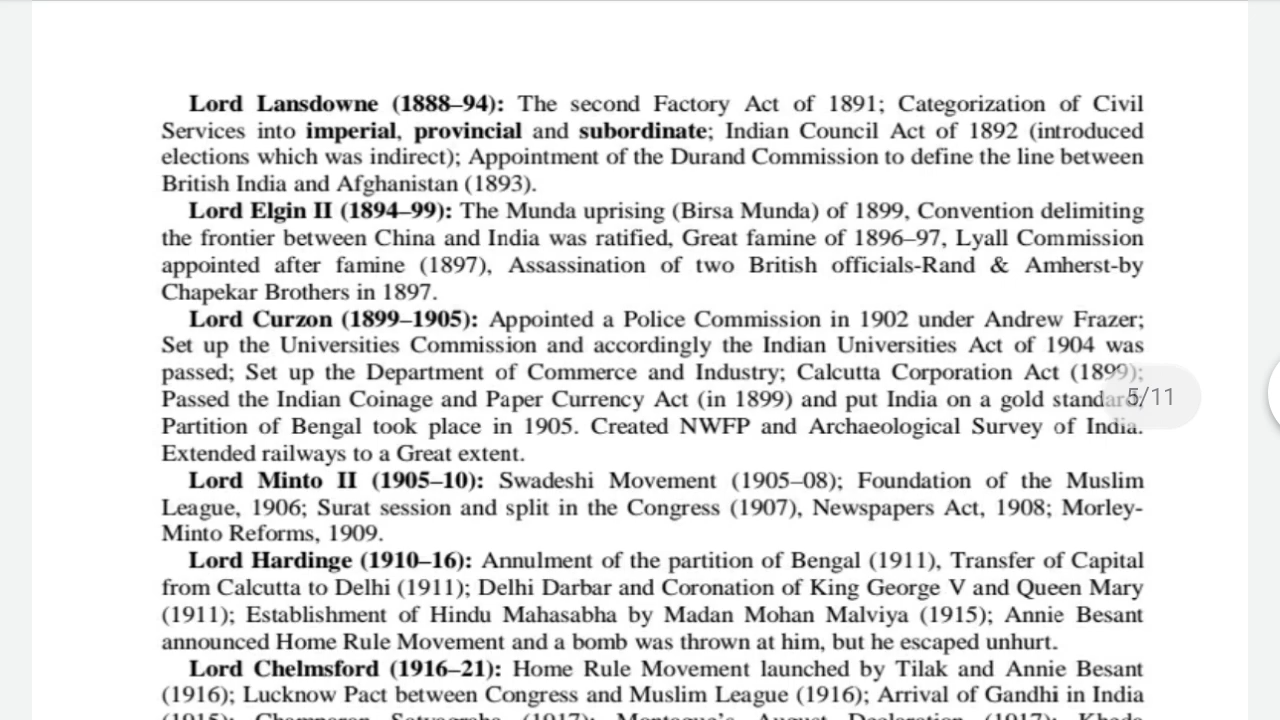 Lord Lansdowne (1888–94): The second Factory Act of 1891; Categorization of Civil
Services into imperial, provincial and subordinate; Indian Council Act of 1892 (introduced
elections which was indirect); Appointment of the Durand Commission to define the line between
British India and Afghanistan (1893).
Lord Elgin II (1894–99): The Munda uprising (Birsa Munda) of 1899, Convention delimiting
the frontier between China and India was ratified, Great famine of 1896–97, Lyall Commission
appointed after famine (1897), Assassination of two British officials-Rand & Amherst-by
Chapekar Brothers in 1897.
Lord Curzon (1899–1905): Appointed a Police Commission in 1902 under Andrew Frazer;
Set up the Universities Commission and accordingly the Indian Universities Act of 1904 was
passed; Set up the Department of Commerce and Industry; Calcutta Corporation Act (1899);
Passed the Indian Coinage and Paper Currency Act (in 1899) and put India on a gold standard;
5/11
Partition of Bengal took place in 1905. Created NWFP and Archaeological Survey of India.
Extended railways to a Great extent.
Lord Minto II (1905–10): Swadeshi Movement (1905–08); Foundation of the Muslim
League, 1906; Surat session and split in the Congress (1907), Newspapers Act, 1908; Morley-
Minto Reforms, 1909.
Lord Hardinge (1910–16): Annulment of the partition of Bengal (1911), Transfer of Capital
from Calcutta to Delhi (1911); Delhi Darbar and Coronation of King George V and Queen Mary
(1911); Establishment of Hindu Mahasabha by Madan Mohan Malviya (1915); Annie Besant
announced Home Rule Movement and a bomb was thrown at him, but he escaped unhurt.
Lord Chelmsford (1916–21): Home Rule Movement launched by Tilak and Annie Besant
(1916); Lucknow Pact between Congress and Muslim League (1916); Arrival of Gandhi in India
(1915); Champaran Satyagraha (1917); Montague's August Declaration (1917); Kheda